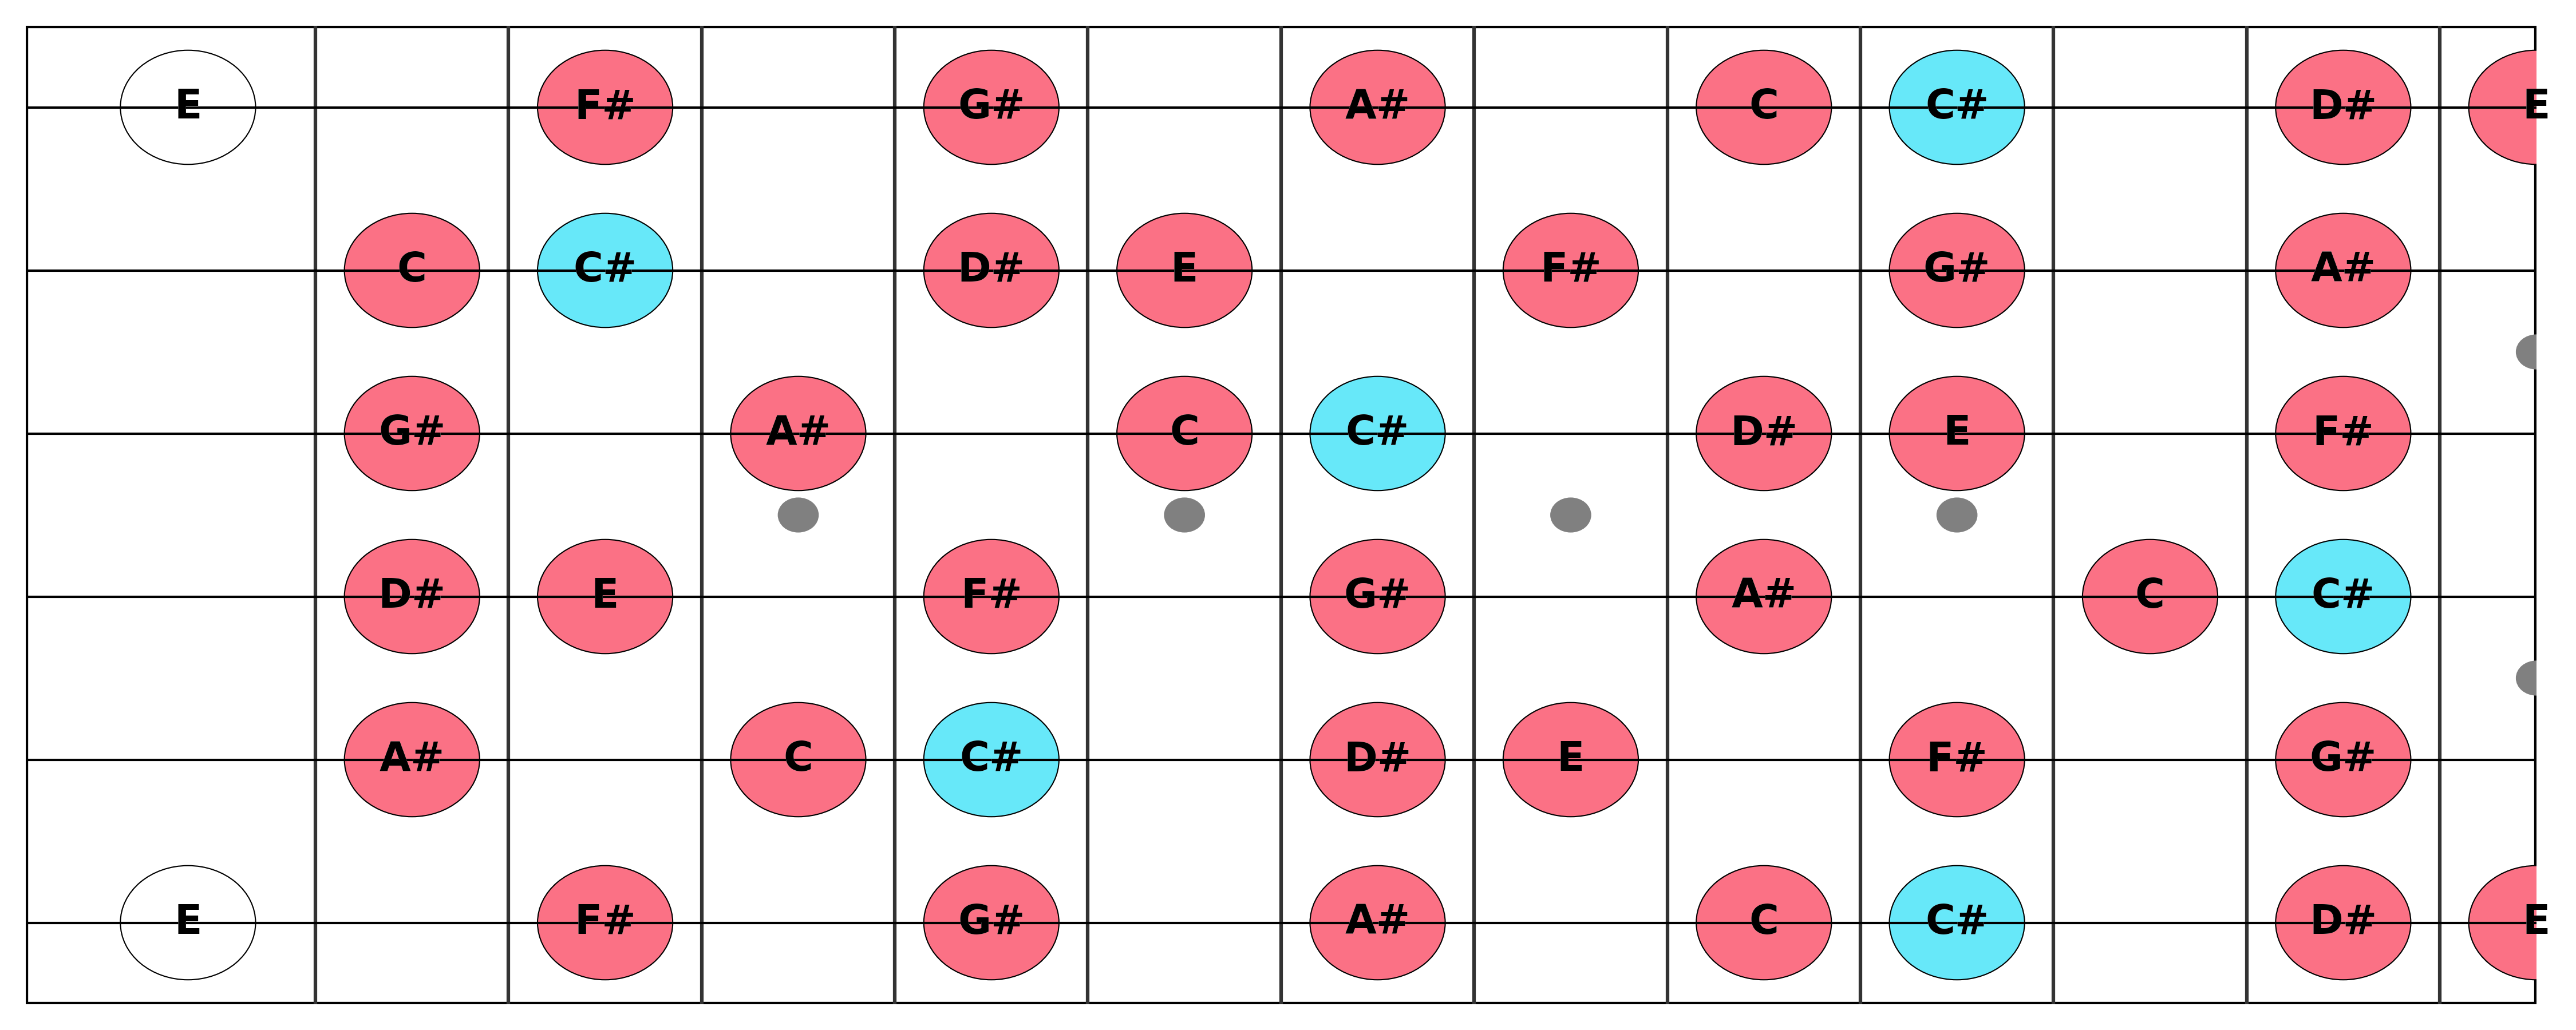 E F# G# A# C C# D# E
C C# D# E F# G# A#
G# A# C C# D# E F#
D# E F# G# A# C C#
A# C C# D# E F# G#
E F# G# A# C C# D# E